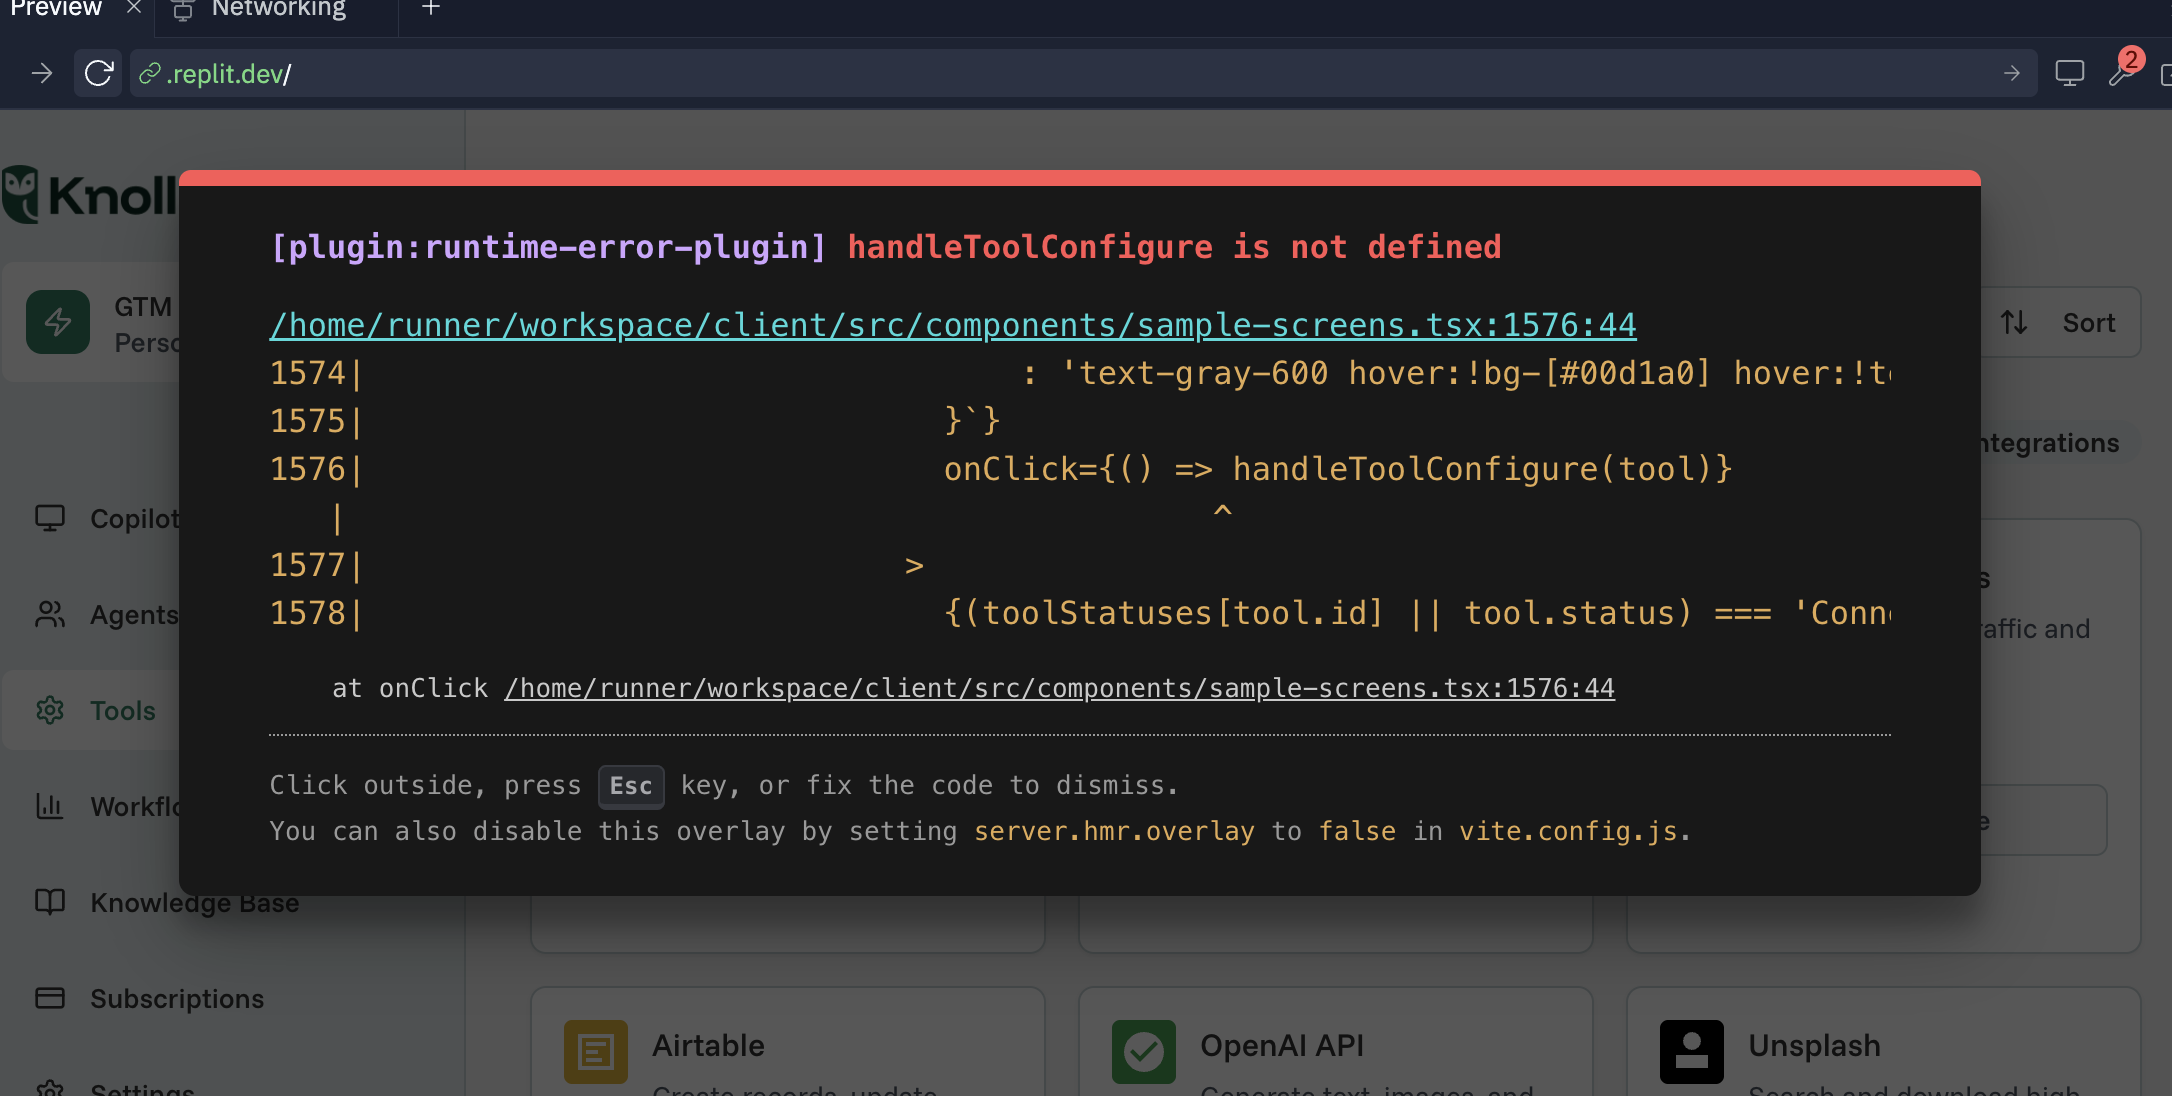 Preview
Networking
.replit.dev/
2
Knoll
GTM
Sort
[plugin:runtime-error-plugin] handleToolConfigure is not defined
/home/runner/workspace/client/src/components/sample-screens.tsx:1576:44
1574| : 'text-gray-600 hover:!bg-[#00d1a0] hover:!t
1575| }`}
1576| onClick={() => handleToolConfigure(tool)}
| ^
1577| >
1578| {(toolStatuses[tool.id] || tool.status) === 'Conn
at onClick /home/runner/workspace/client/src/components/sample-screens.tsx:1576:44
Click outside, press Esc key, or fix the code to dismiss.
You can also disable this overlay by setting server.hmr.overlay to false in vite.config.js.
ntegrations
Copilot
Agents
affic and
Tools
Workflo
Knowledge Base
Subscriptions
Settings
Airtable
Create records, update
OpenAI API
Generate text, images, and
Unsplash
Search and download high